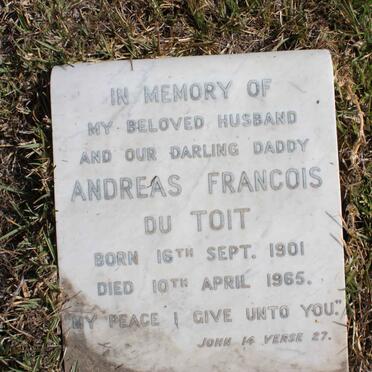 IN MEMORY OF
MY BELOVED HUSBAND
AND OUR DARLING DADDY
ANDREAS FRANCOIS
DU TOIT
BORN 16TH SEPT. 1901
DIED 10TH APRIL 1965.
"MY PEACE I GIVE UNTO YOU."
JOHN 14 VERSE 27.